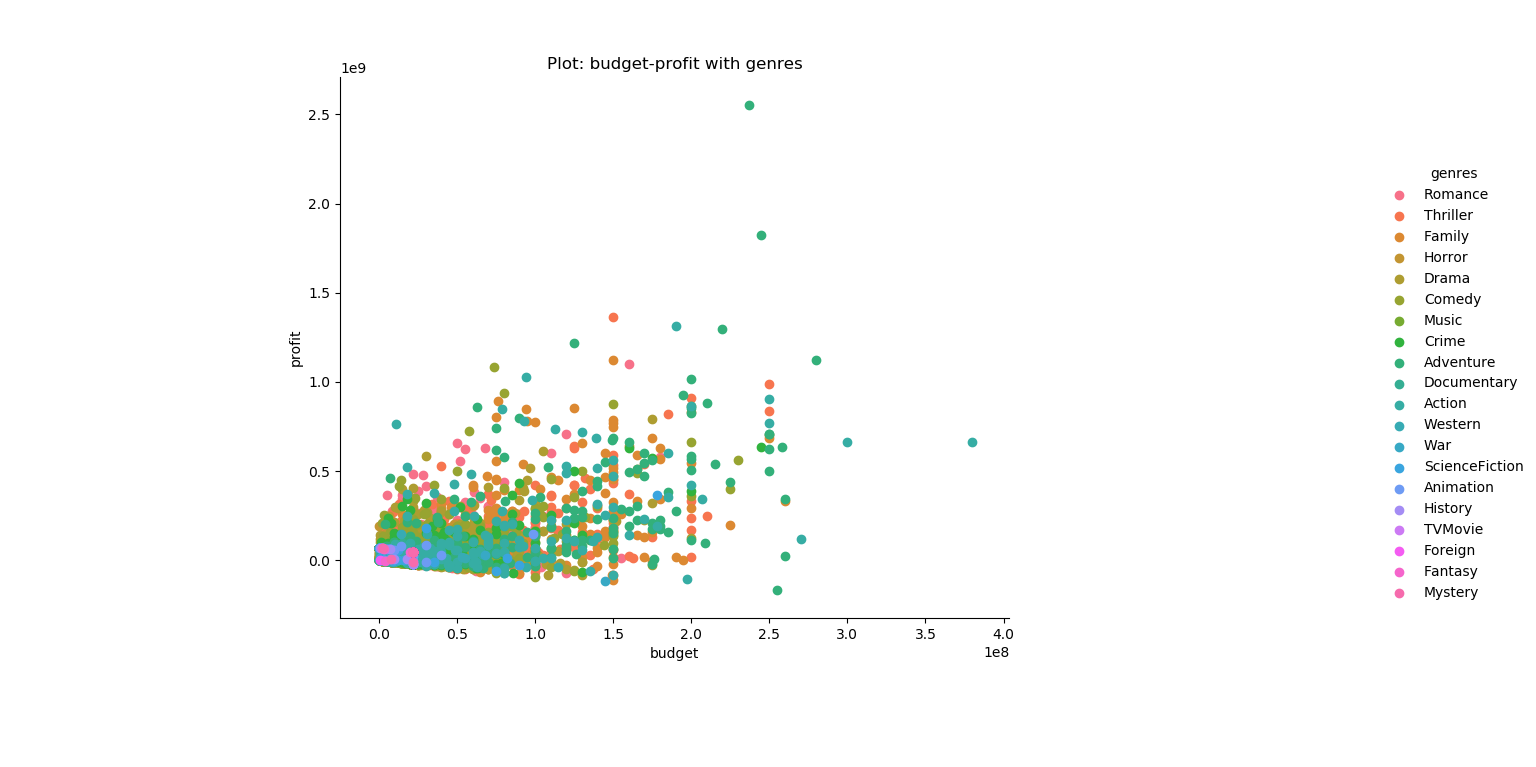 Plot: budget-profit with genres
1e9
2.5
2.0
1.5
1.0
0.5
0.0
profit
0.0 0.5 1.0 1.5 2.0 2.5 3.0 3.5 4.0
1e8
budget
genres
Romance
Thriller
Family
Horror
Drama
Comedy
Music
Crime
Adventure
Documentary
Action
Western
War
ScienceFiction
Animation
History
TVMovie
Foreign
Fantasy
Mystery